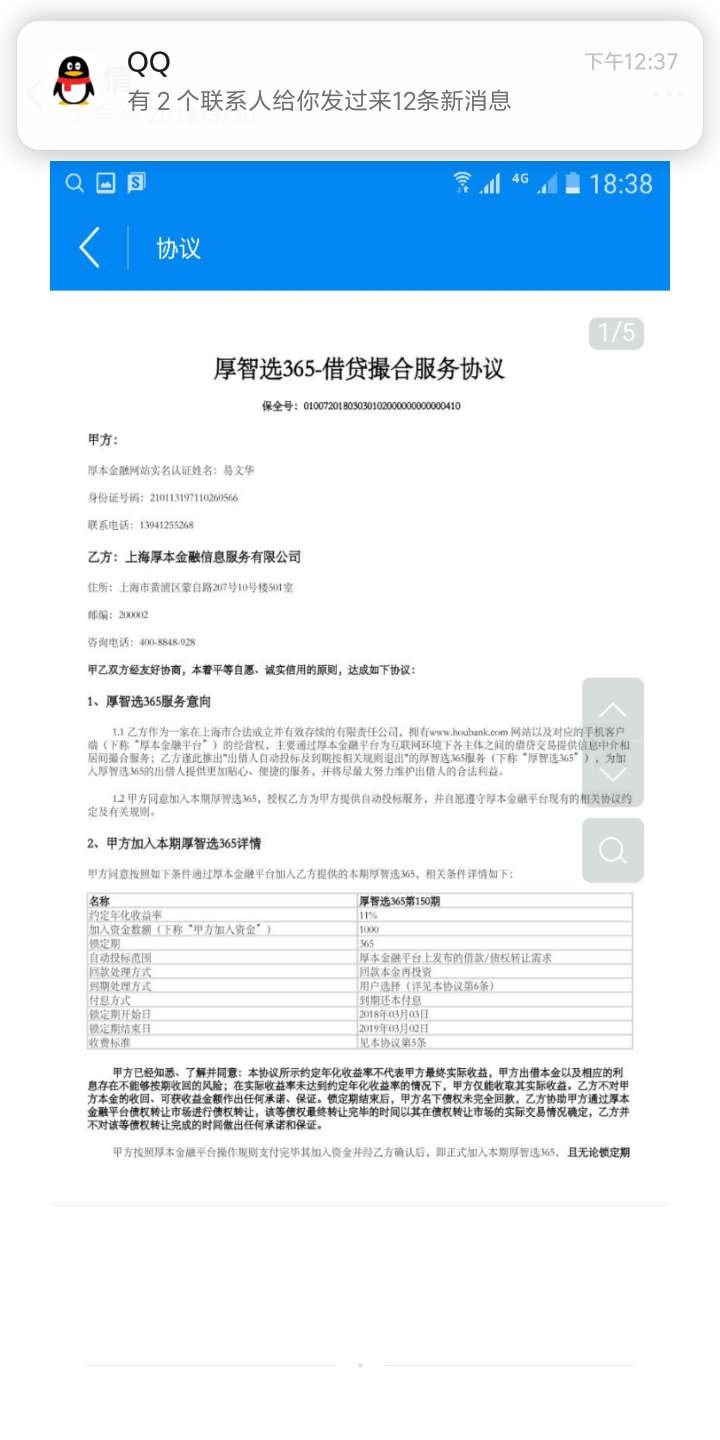 QQ
下午12:37
有 2 个联系人给你发过来12条新消息
4G
18:38
协议
1/5
厚智选365-借贷撮合服务协议
保全号：01007201803030102000000000000410
甲方：
厚本金融网站实名认证姓名：易文华
身份证号码：210113197110260566
联系电话：13941255268
乙方：上海厚本金融信息服务有限公司
住所：上海市黄浦区蒙自路207号10号楼501室
邮编：200002
咨询电话：400-8848-928
甲乙双方经友好协商，本着平等自愿、诚实信用的原则，达成如下协议：
1、厚智选365服务意向
1.1 乙方作为一家在上海市合法成立并有效存续的有限责任公司，拥有www.houbank.com 网站以及对应的手机客户
端（下称“厚本金融平台”）的经营权，主要通过厚本金融平台为互联网环境下各主体之间的借贷交易提供信息中介和
居间撮合服务；乙方谨此推出"出借人自动投标及到期按相关规则退出"的厚智选365服务（下称“厚智选365”），为加
入厚智选365的出借人提供更加贴心、便捷的服务，并将尽最大努力维护出借人的合法利益。
1.2 甲方同意加入本期厚智选365，授权乙方为甲方提供自动投标服务，并自愿遵守厚本金融平台现有的相关协议约
定及有关规则。
2、甲方加入本期厚智选365详情
甲方同意按照如下条件通过厚本金融平台加入乙方提供的本期厚智选365，相关条件详情如下：
名称 厚智选365第150期
约定年化收益率 11%
加入资金数额（下称“甲方加入资金”） 1000
锁定期 365
自动投标范围 厚本金融平台上发布的借款/债权转让需求
回款处理方式 回款本金再投资
到期处理方式 用户选择（详见本协议第6条）
付息方式 到期还本付息
锁定期开始日 2018年03月03日
锁定期结束日 2019年03月02日
收费标准 见本协议第5条
甲方已经知悉、了解并同意：本协议所示约定年化收益率不代表甲方最终实际收益，甲方出借本金以及相应的利
息存在不能够按期收回的风险；在实际收益率未达到约定年化收益率的情况下，甲方仅能收取其实际收益。乙方不对甲
方本金的收回、可获收益金额作出任何承诺、保证。锁定期结束后，甲方名下债权未完全回款，乙方协助甲方通过厚本
金融平台债权转让市场进行债权转让，该等债权最终转让完毕的时间以其在债权转让市场的实际交易情况确定，乙方并
不对该等债权转让完成的时间做出任何承诺和保证。
甲方按照厚本金融平台操作规则支付完毕其加入资金并经乙方确认后，即正式加入本期厚智选365，且无论锁定期